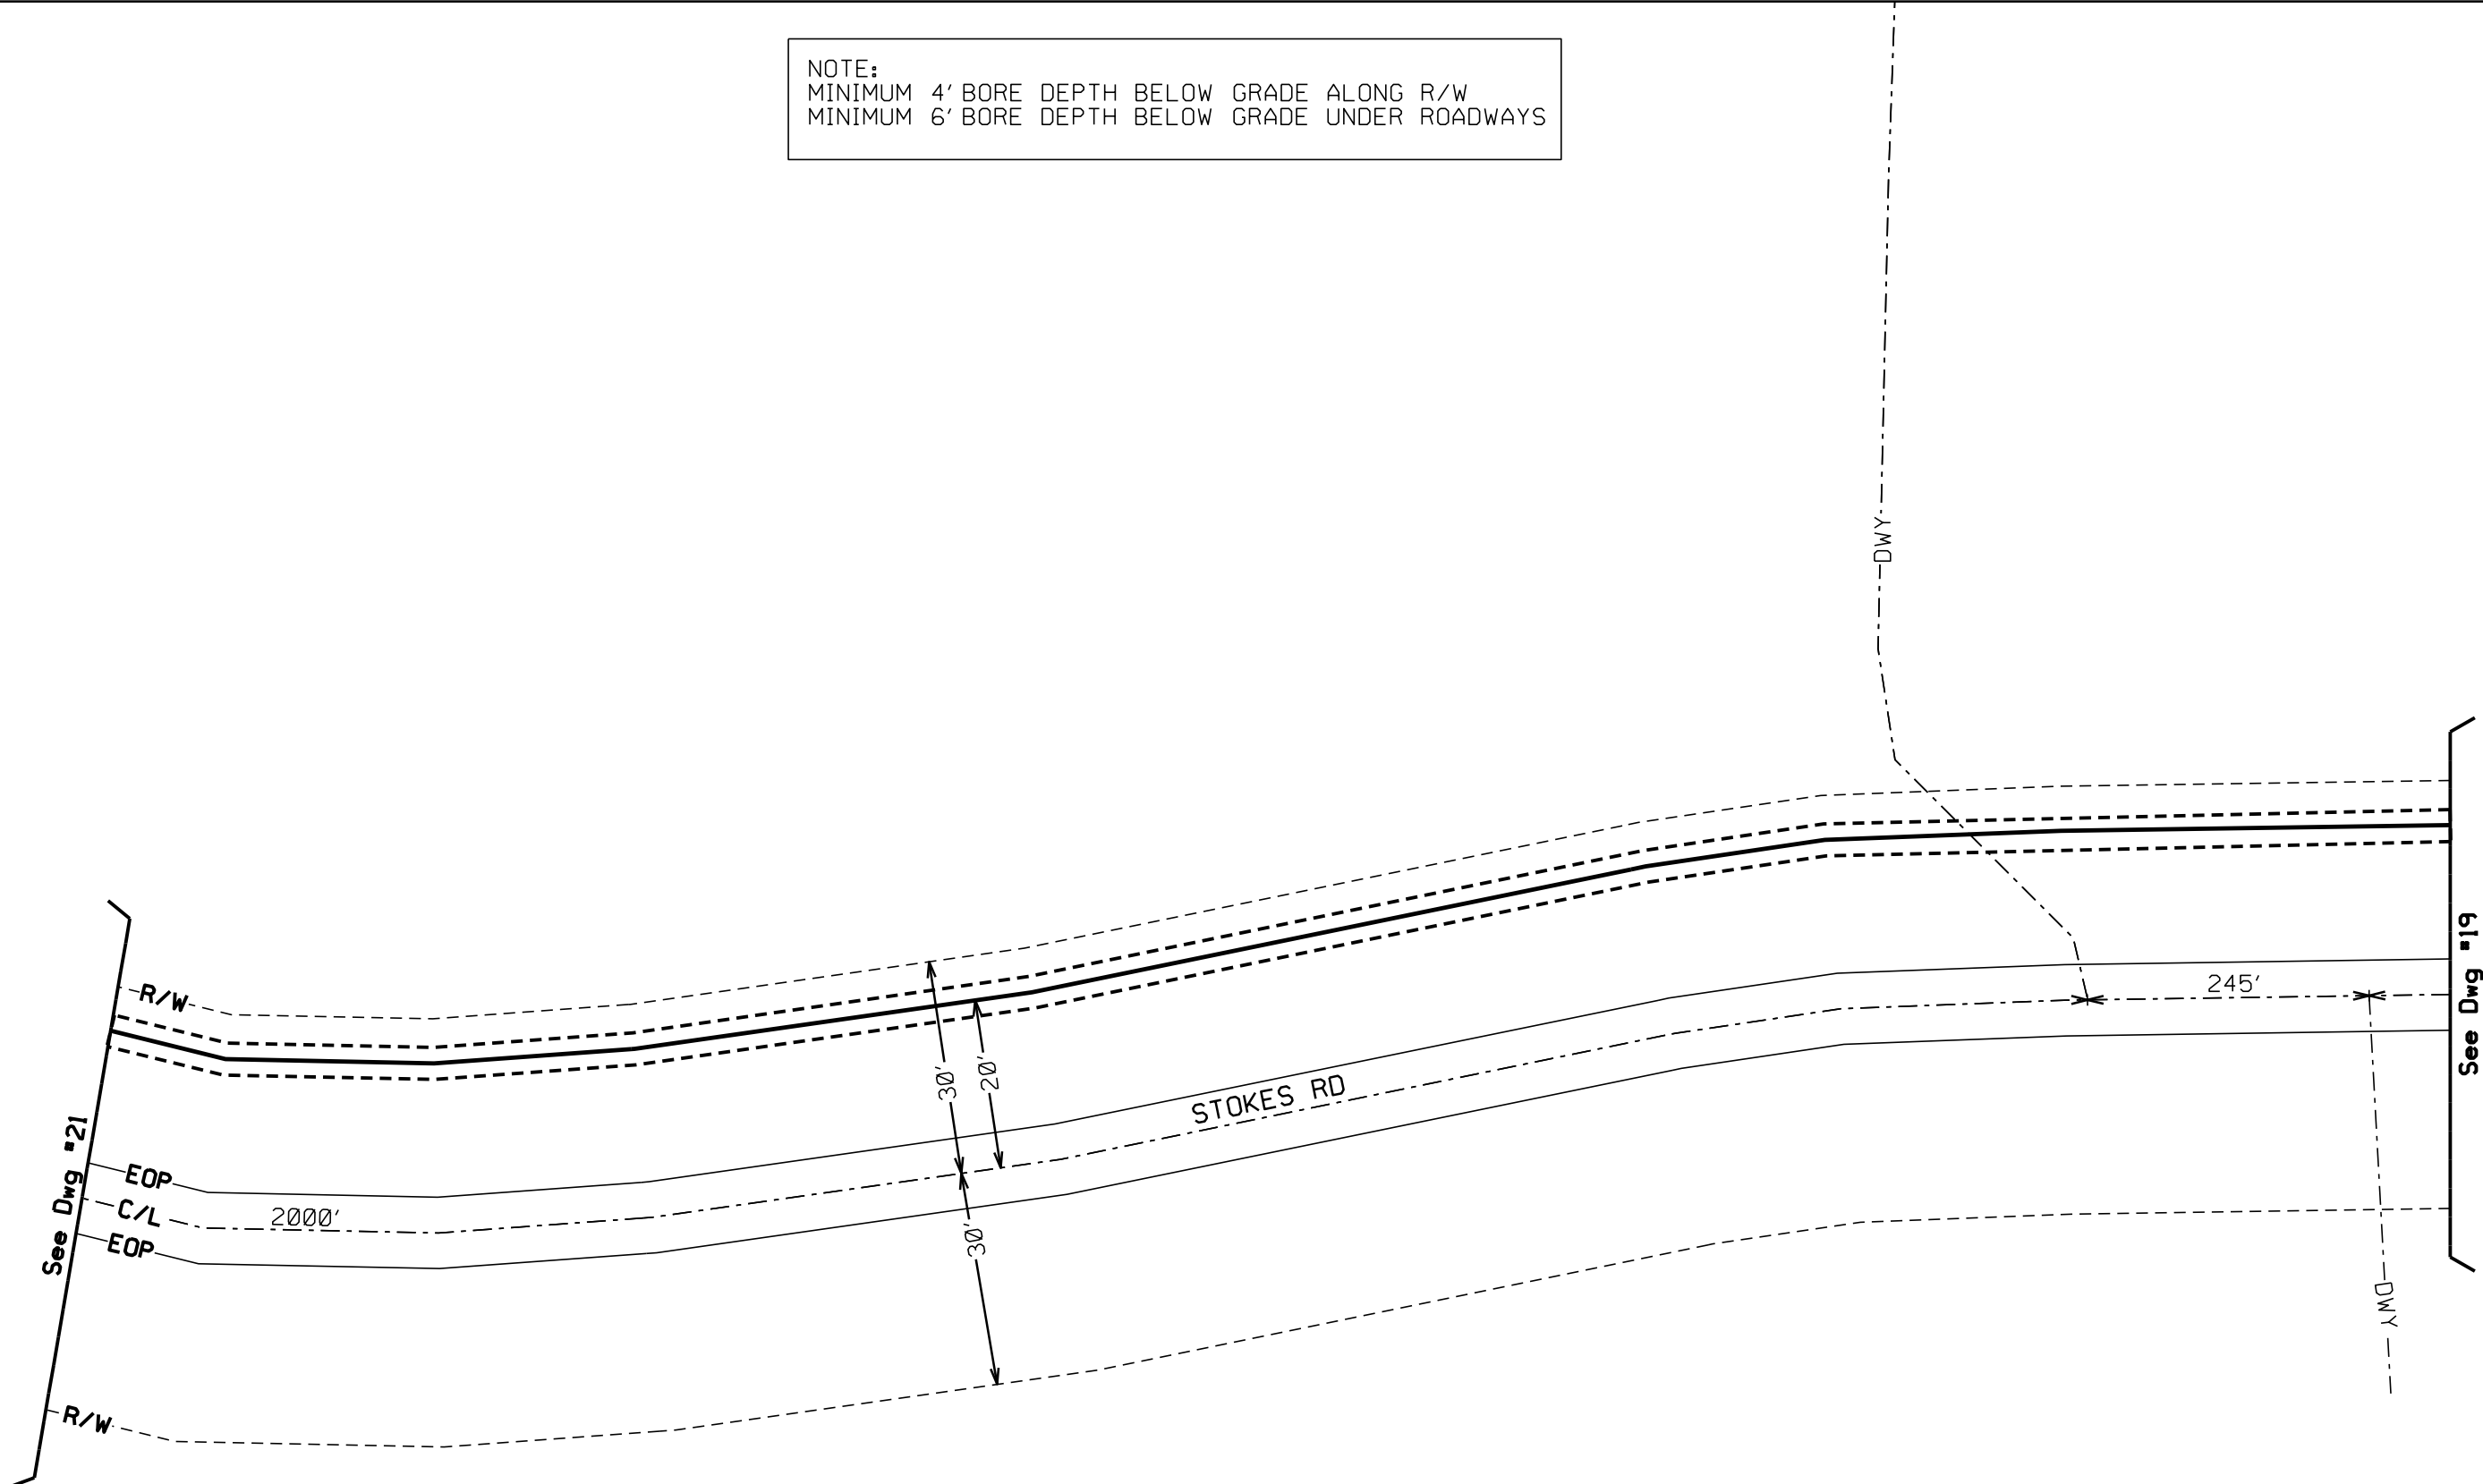 NOTE:
MINIMUM 4' BORE DEPTH BELOW GRADE ALONG R/W
MINIMUM 6' BORE DEPTH BELOW GRADE UNDER ROADWAYS
DWY
See Dwg #19
245'
R/W
30'
20'
STOKES RD
See Dwg #21
EOP
C/L
2000'
EOP
30'
DWY
R/W